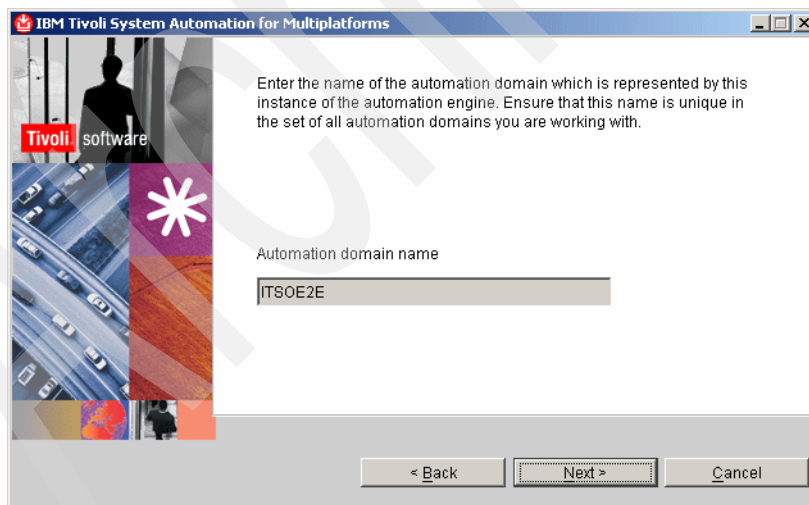 IBM Tivoli System Automation for Multiplatforms
Enter the name of the automation domain which is represented by this
instance of the automation engine. Ensure that this name is unique in
the set of all automation domains you are working with.
Tivoli software
Automation domain name
ITSOE2E
< Back Next > Cancel